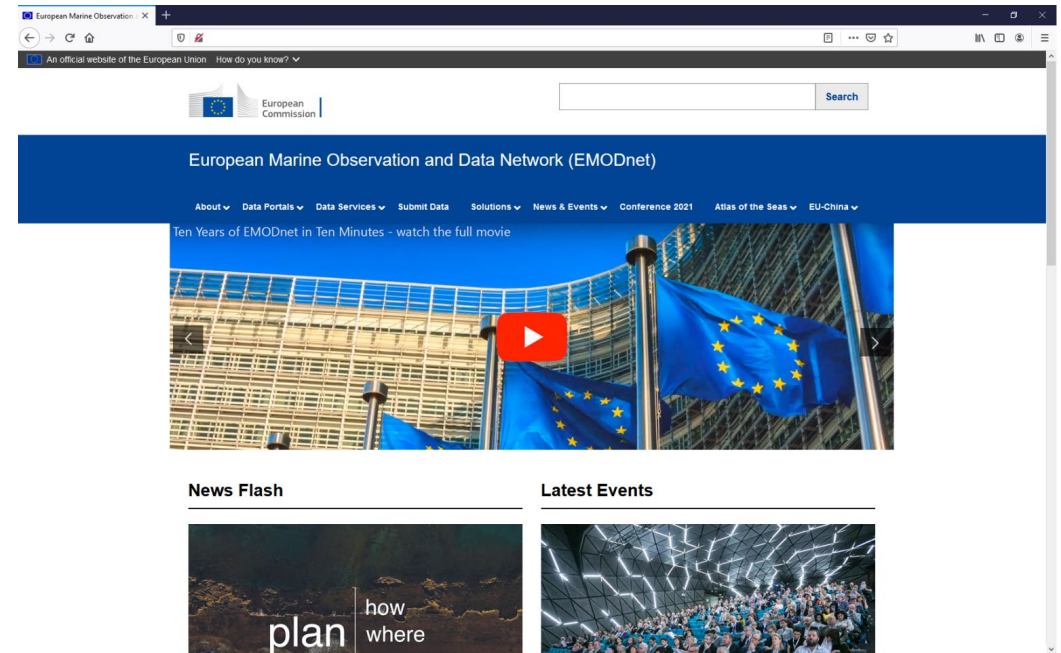 European Marine Observation
An official website of the European Union How do you know?
European
Commission
Search
European Marine Observation and Data Network (EMODnet)
About Data Portals Data Services Submit Data Solutions News & Events Conference 2021 Atlas of the Seas EU-China
Ten Years of EMODnet in Ten Minutes - watch the full movie
News Flash
Latest Events
how
plan where